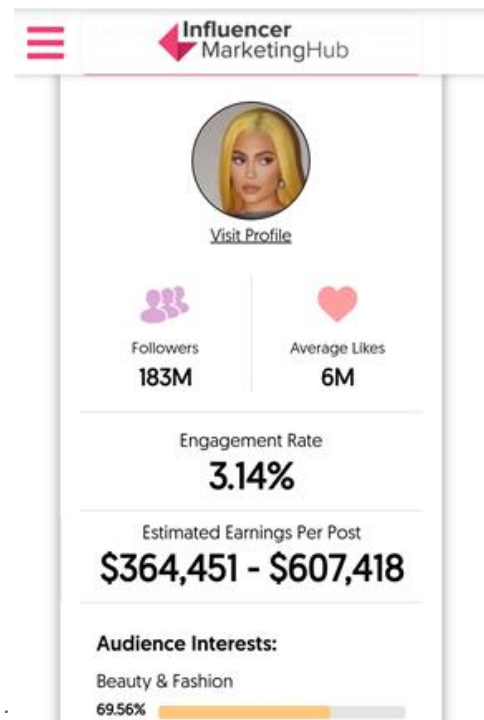 Influencer
MarketingHub
Visit Profile
Followers
183M
Average Likes
6M
Engagement Rate
3.14%
Estimated Earnings Per Post
$364,451 - $607,418
Audience Interests:
Beauty & Fashion
69.56%